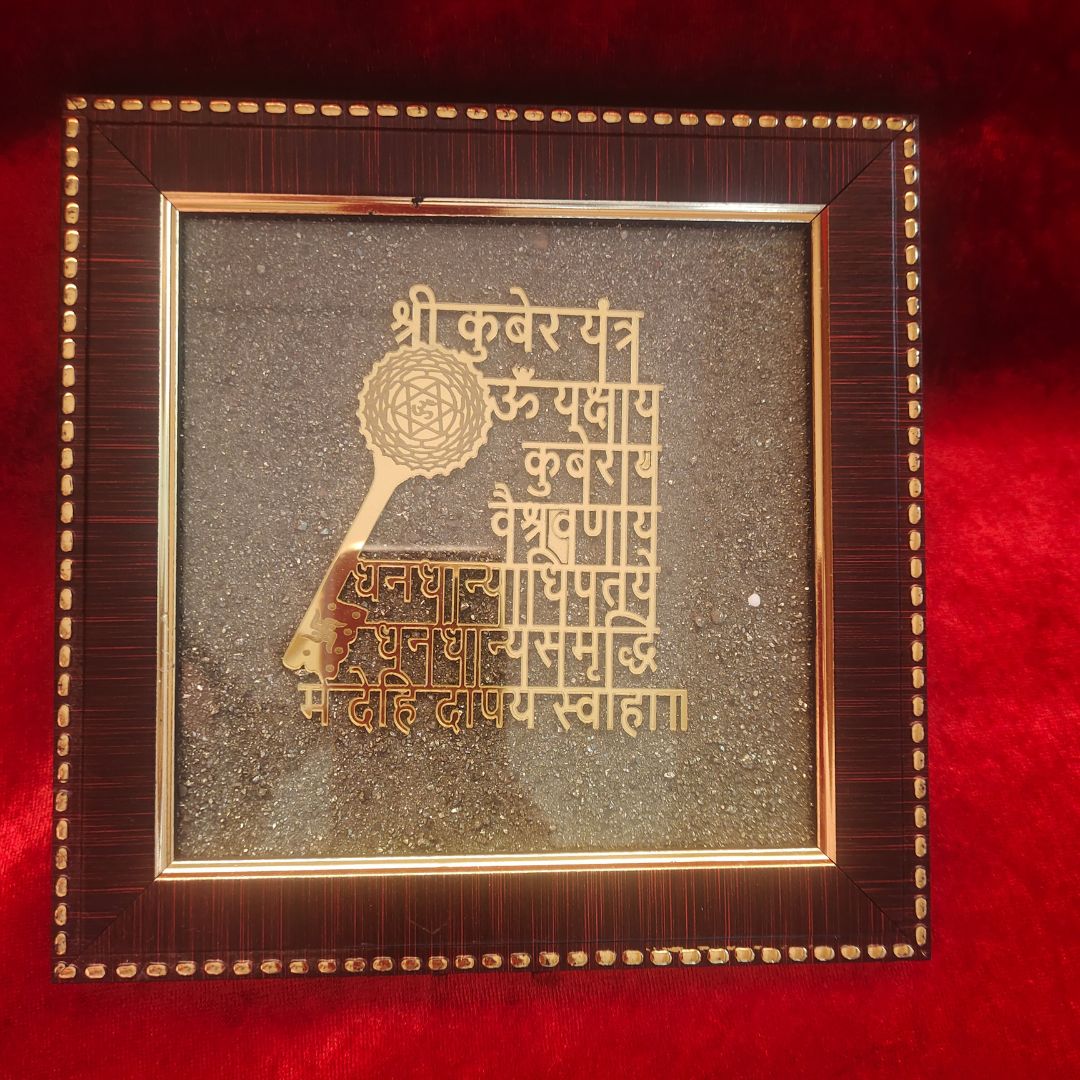 श्री कुबेर यंत्र
ॐ
ॐ यक्षाय
कुबेराय
वैश्रवणाय
धनधान्याधिपतये
धनधान्यसमृद्धिं
मे देहि दापय स्वाहा॥